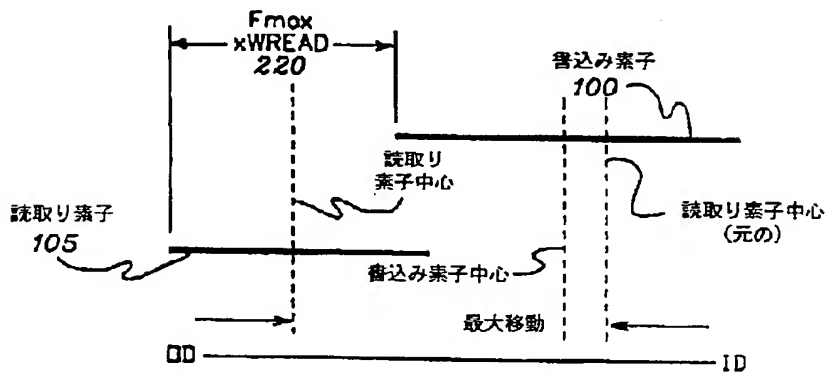 Fmax
xWREAD
220
書込み素子
100
読取り
素子中心
読取り素子
105
読取り素子中心
(元の)
書込み素子中心
最大移動
OD
ID